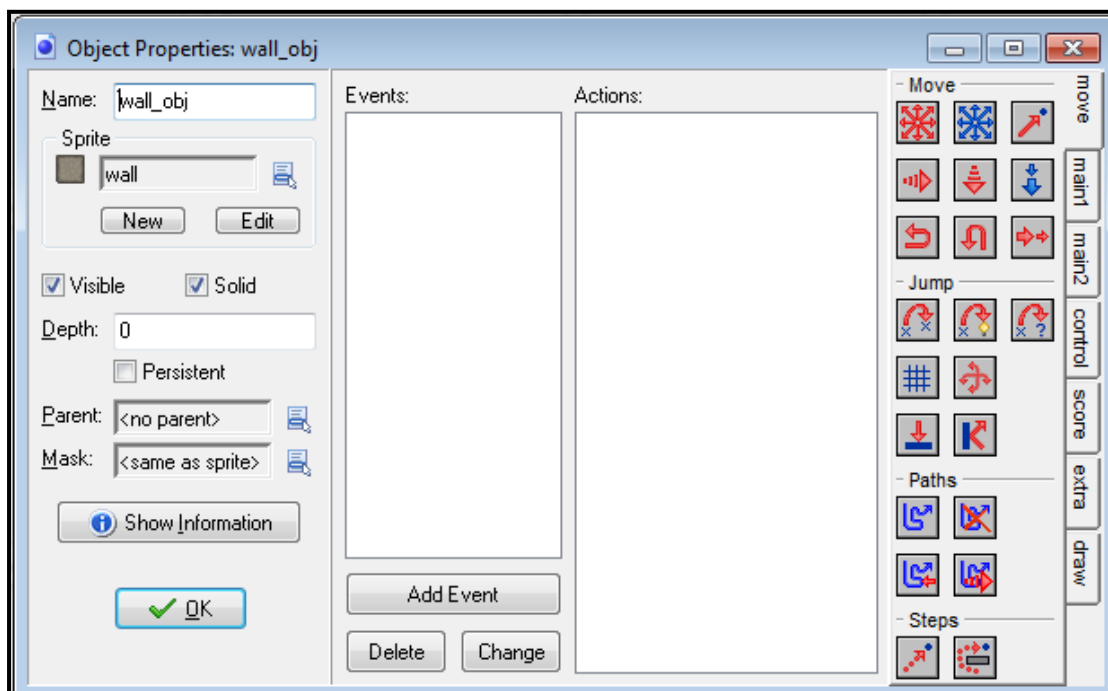 Object Properties: wall_obj
Name: wall_obj
Sprite
wall
New Edit
Visible Solid
Depth: 0
Persistent
Parent: <no parent>
Mask: <same as sprite>
Show Information
OK
Events:
Add Event
Delete Change
Actions:
Move
Jump
Paths
Steps
move
main1
main2
control
score
extra
draw